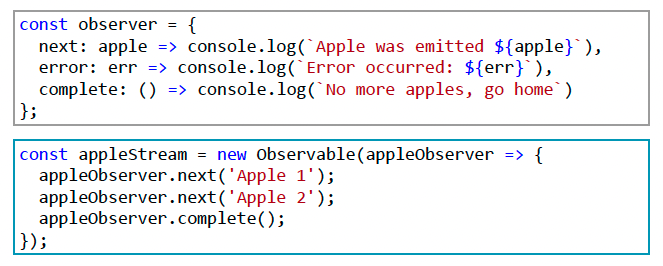 const observer = {
  next: apple => console.log(`Apple was emitted ${apple}`),
  error: err => console.log(`Error occurred: ${err}`),
  complete: () => console.log(`No more apples, go home`)
};
const appleStream = new Observable(appleObserver => {
  appleObserver.next('Apple 1');
  appleObserver.next('Apple 2');
  appleObserver.complete();
});